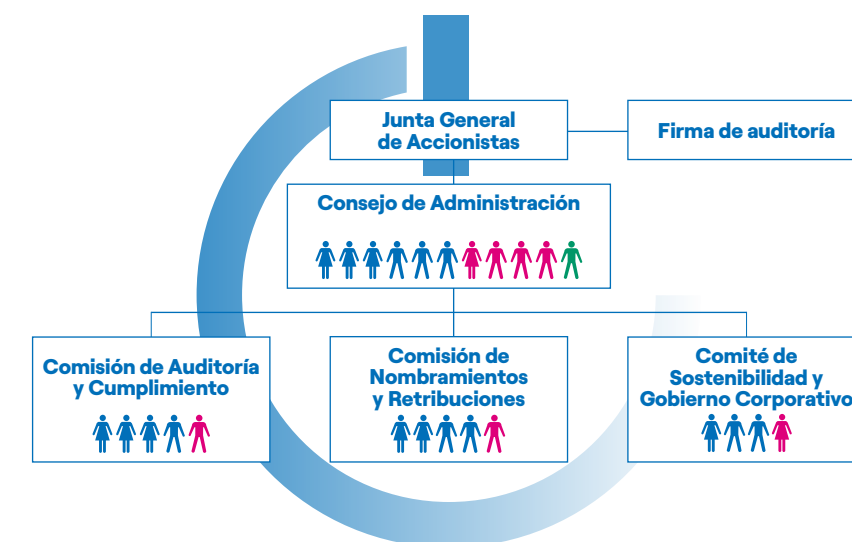 Junta General
de Accionistas
Firma de auditoría
Consejo de Administración
Comisión de Auditoría
y Cumplimiento
Comisión de
Nombramientos
y Retribuciones
Comité de
Sostenibilidad y
Gobierno Corporativo